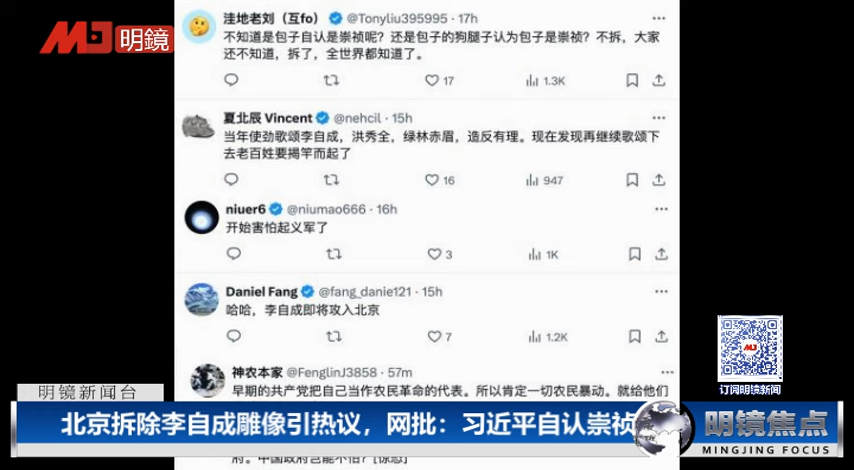 明鏡
洼地老刘（互fo） @Tonyliu395995 · 17h
不知道是包子自认是崇祯呢？还是包子的狗腿子认为包子是崇祯？不拆，大家
还不知道，拆了，全世界都知道了。
17 1.3K
夏北辰 Vincent @nehcil · 15h
当年使劲歌颂李自成，洪秀全，绿林赤眉，造反有理。现在发现再继续歌颂下
去老百姓要揭竿而起了
16 947
niuer6 @niumao666 · 16h
开始害怕起义军了
3 1K
Daniel Fang @fang_danie121 · 15h
哈哈，李自成即将攻入北京
7 1.2K
神农本家 @FenglinJ3858 · 57m
早期的共产党把自己当作农民革命的代表。所以肯定一切农民暴动。就给他们
订阅明镜新闻
明镜新闻台
北京拆除李自成雕像引热议，网批：习近平自认崇祯
明鏡焦点
MINGJING FOCUS